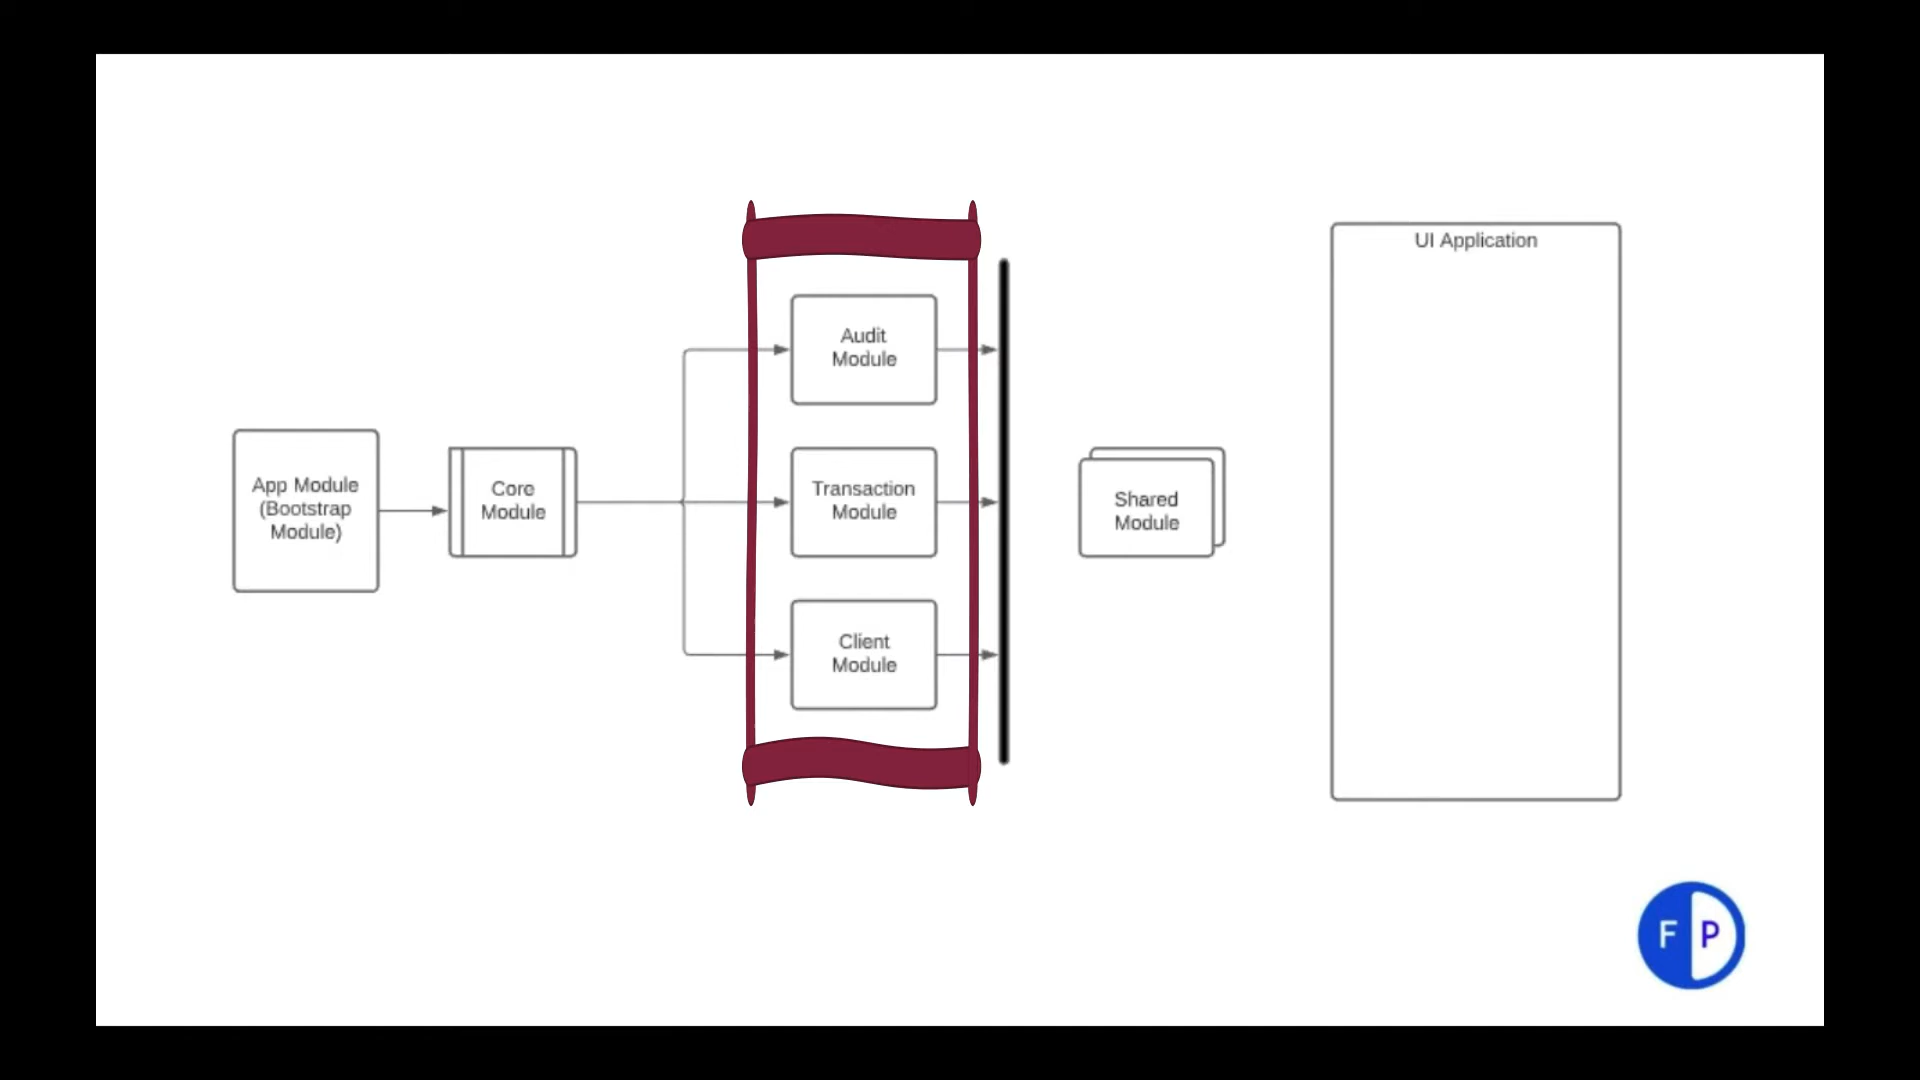 App Module
(Bootstrap
Module)
Core
Module
Audit
Module
Transaction
Module
Client
Module
Shared
Module
UI Application
F P